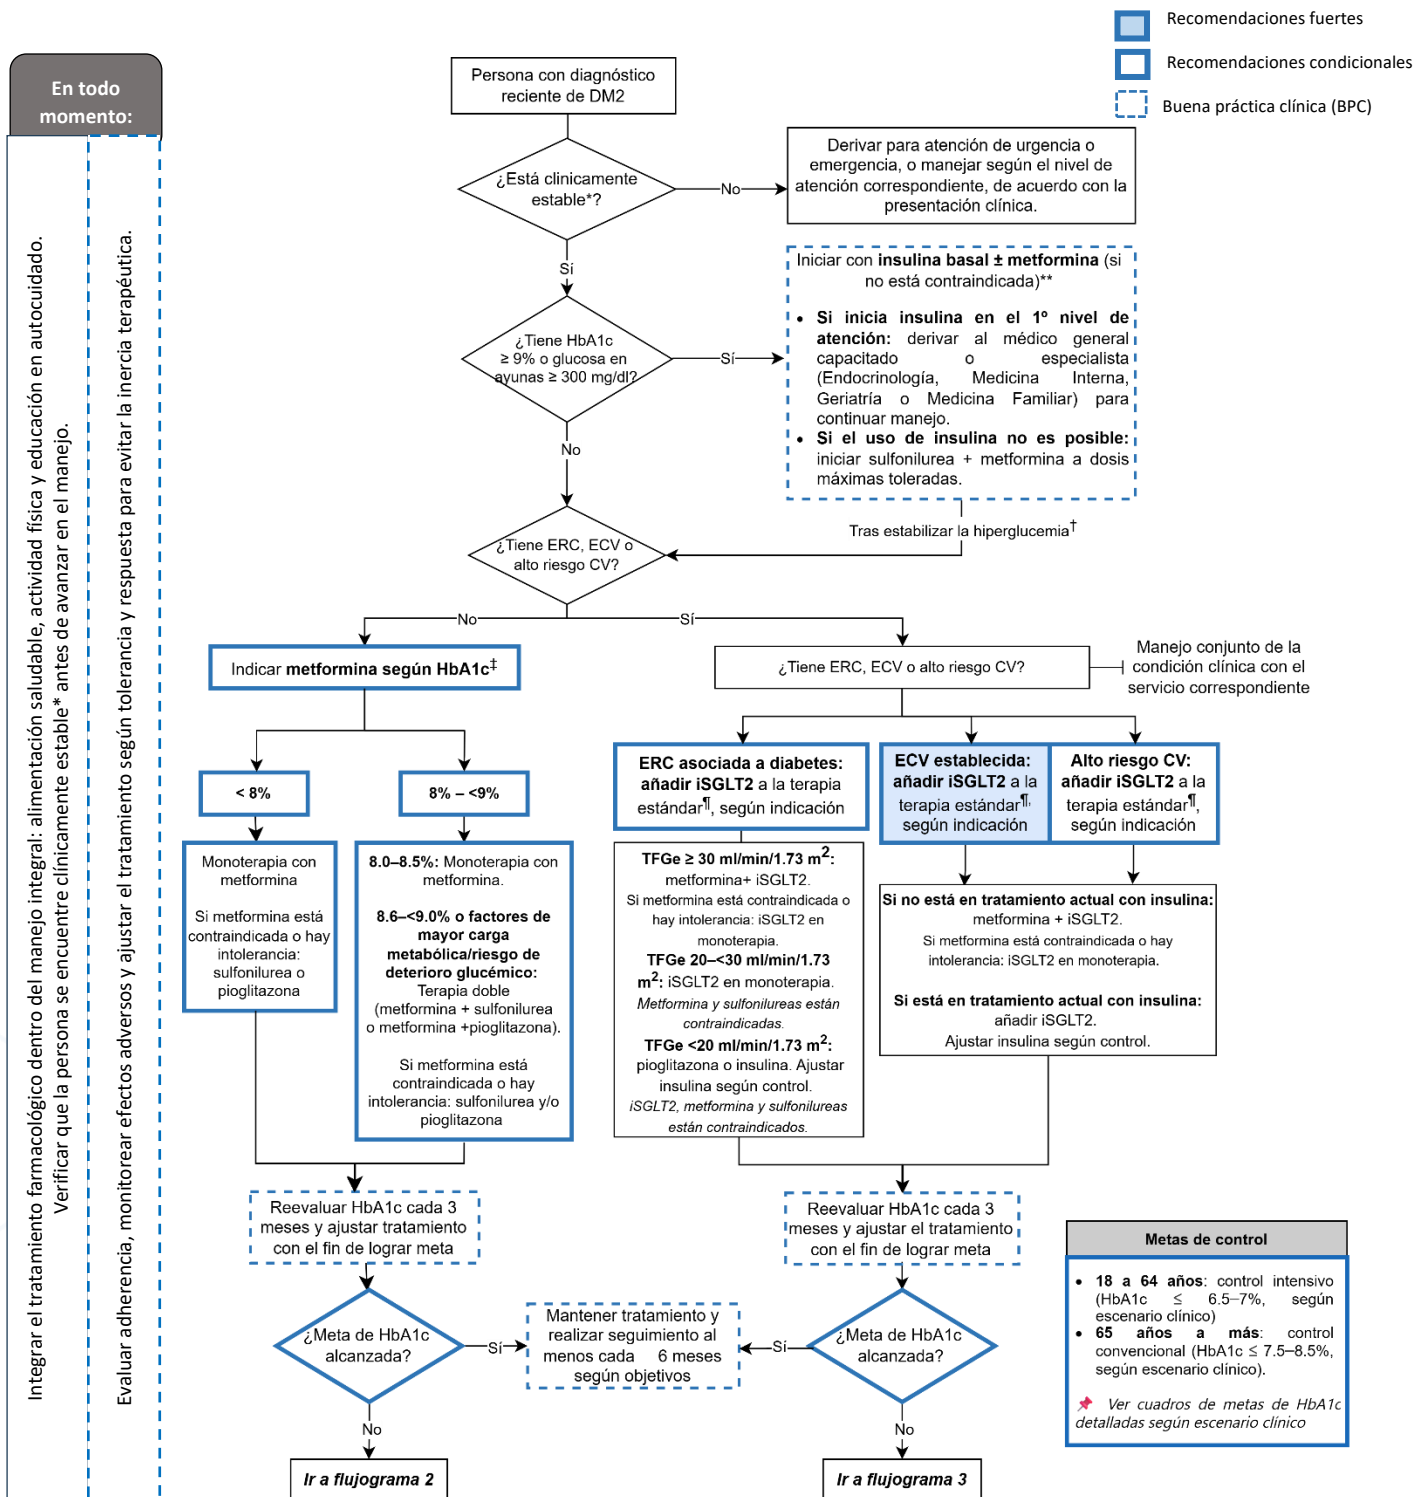 Recomendaciones fuertes
Recomendaciones condicionales
Buena práctica clínica (BPC)
En todo
momento:
Integrar el tratamiento farmacológico dentro del manejo integral: alimentación saludable, actividad física y educación en autocuidado.
Verificar que la persona se encuentre clínicamente estable* antes de avanzar en el manejo.
Evaluar adherencia, monitorear efectos adversos y ajustar el tratamiento según tolerancia y respuesta para evitar la inercia terapéutica.
Persona con diagnóstico
reciente de DM2
¿Está clinicamente
estable*?
No
Derivar para atención de urgencia o
emergencia, o manejar según el nivel de
atención correspondiente, de acuerdo con la
presentación clínica.
Sí
¿Tiene HbA1c
≥ 9% o glucosa en
ayunas ≥ 300 mg/dl?
Sí
Iniciar con insulina basal ± metformina (si
no está contraindicada)**
• Si inicia insulina en el 1º nivel de
atención: derivar al médico general
capacitado o especialista
(Endocrinología, Medicina Interna,
Geriatría o Medicina Familiar) para
continuar manejo.
• Si el uso de insulina no es posible:
iniciar sulfonilurea + metformina a dosis
máximas toleradas.
No
Tras estabilizar la hiperglucemia†
¿Tiene ERC, ECV o
alto riesgo CV?
No
Sí
Indicar metformina según HbA1c‡
¿Tiene ERC, ECV o alto riesgo CV?
Manejo conjunto de la
condición clínica con el
servicio correspondiente
< 8%
8% – <9%
Monoterapia con
metformina
Si metformina está
contraindicada o hay
intolerancia:
sulfonilurea o
pioglitazona
8.0–8.5%: Monoterapia con
metformina.
8.6–<9.0% o factores de
mayor carga
metabólica/riesgo de
deterioro glucémico:
Terapia doble
(metformina + sulfonilurea
o metformina +pioglitazona).
Si metformina está
contraindicada o hay
intolerancia: sulfonilurea y/o
pioglitazona
ERC asociada a diabetes:
añadir iSGLT2 a la terapia
estándar¶, según indicación
ECV establecida:
añadir iSGLT2 a la
terapia estándar¶,
según indicación
Alto riesgo CV:
añadir iSGLT2 a la
terapia estándar¶,
según indicación
TFGe ≥ 30 ml/min/1.73 m²:
metformina+ iSGLT2.
Si metformina está contraindicada o
hay intolerancia: iSGLT2 en
monoterapia.
TFGe 20–<30 ml/min/1.73
m²: iSGLT2 en monoterapia.
Metformina y sulfonilureas están
contraindicadas.
TFGe <20 ml/min/1.73 m²:
pioglitazona o insulina. Ajustar
insulina según control.
iSGLT2, metformina y sulfonilureas
están contraindicados.
Si no está en tratamiento actual con insulina:
metformina + iSGLT2.
Si metformina está contraindicada o hay
intolerancia: iSGLT2 en monoterapia.
Si está en tratamiento actual con insulina:
añadir iSGLT2.
Ajustar insulina según control.
Reevaluar HbA1c cada 3
meses y ajustar tratamiento
con el fin de lograr meta
Reevaluar HbA1c cada 3
meses y ajustar el tratamiento
con el fin de lograr meta
¿Meta de HbA1c
alcanzada?
Sí
Mantener tratamiento y
realizar seguimiento al
menos cada 6 meses
según objetivos
Sí
¿Meta de HbA1c
alcanzada?
No
No
Ir a flujograma 2
Ir a flujograma 3
Metas de control
• 18 a 64 años: control intensivo
(HbA1c ≤ 6.5–7%, según
escenario clínico)
• 65 años a más: control
convencional (HbA1c ≤ 7.5–8.5%,
según escenario clínico).
📌 Ver cuadros de metas de HbA1c
detalladas según escenario clínico